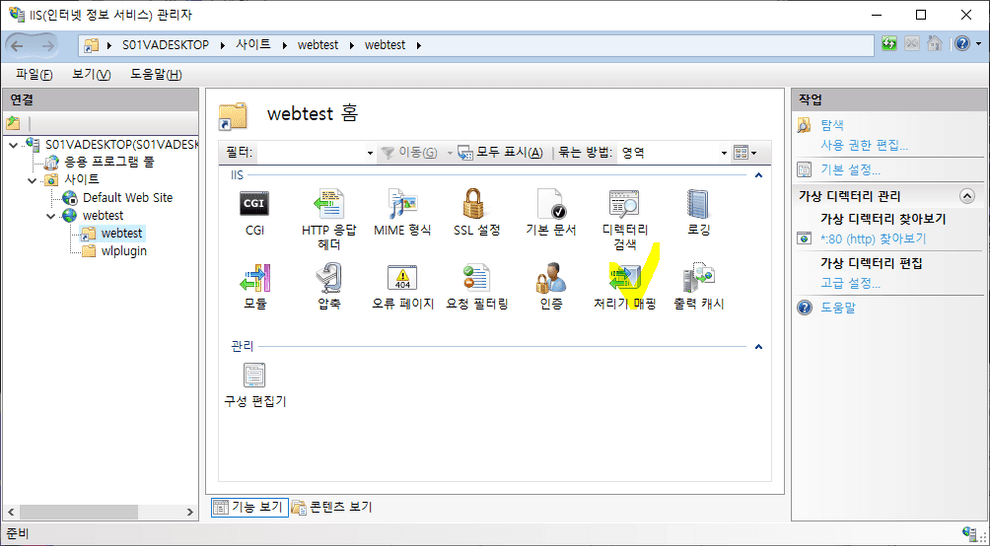 IIS(인터넷 정보 서비스) 관리자
S01VADESKTOP 사이트 webtest webtest
파일(F) 보기(V) 도움말(H)
연결
S01VADESKTOP(S01VADESK
응용 프로그램 풀
사이트
Default Web Site
webtest
webtest
wlplugin
webtest 홈
필터: 이동(G) 모두 표시(A) 묶는 방법: 영역
IIS
CGI
CGI
HTTP 응답 헤더
MIME 형식
SSL 설정
기본 문서
디렉터리 검색
로깅
모듈
압축
404
오류 페이지
요청 필터링
인증
처리기 매핑
출력 캐시
관리
구성 편집기
기능 보기 콘텐츠 보기
작업
탐색
사용 권한 편집...
기본 설정...
가상 디렉터리 관리
가상 디렉터리 찾아보기
*:80 (http) 찾아보기
가상 디렉터리 편집
고급 설정...
도움말
준비